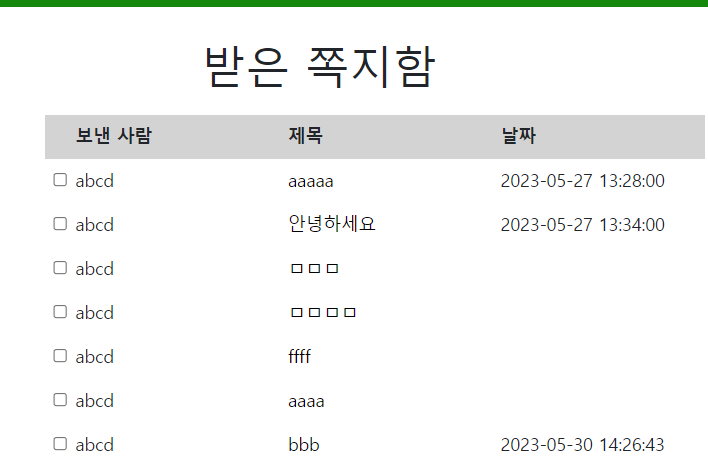 받은 쪽지함
보낸 사람 제목 날짜
abcd aaaaa 2023-05-27 13:28:00
abcd 안녕하세요 2023-05-27 13:34:00
abcd ㅁㅁㅁ
abcd ㅁㅁㅁㅁ
abcd ffff
abcd aaaa
abcd bbb 2023-05-30 14:26:43